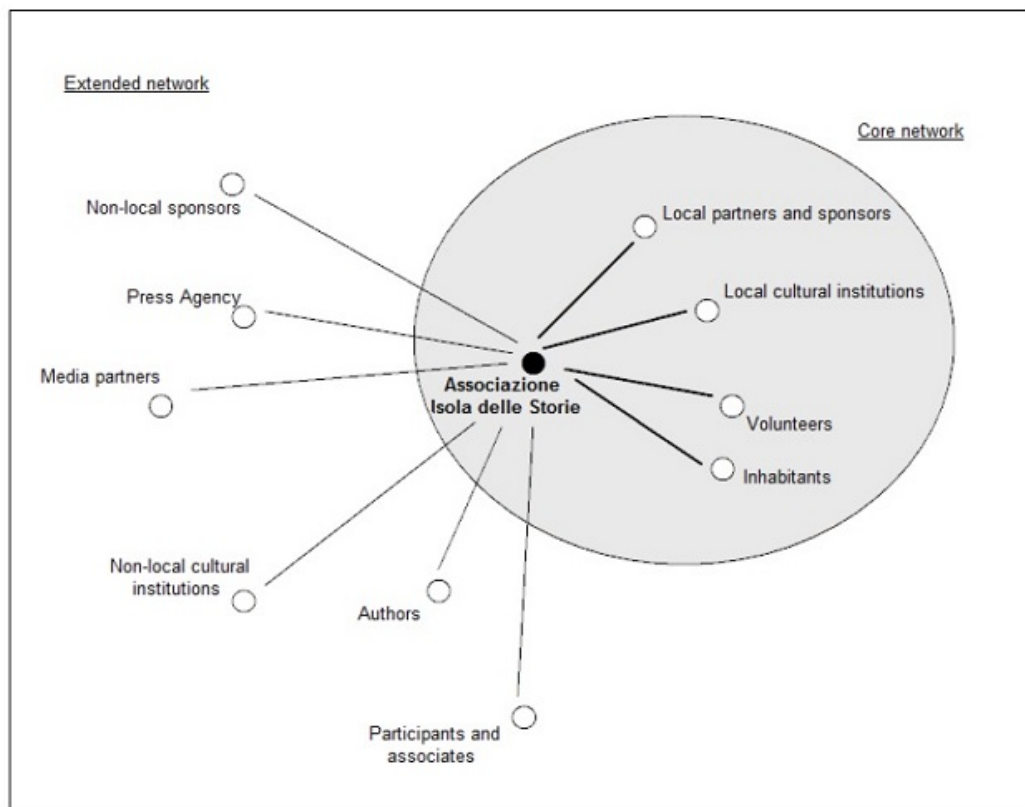 Extended network
Core network
Non-local sponsors
Local partners and sponsors
Press Agency
Local cultural institutions
Media partners
Associazione
Isola delle Storie
Volunteers
Inhabitants
Non-local cultural
institutions
Authors
Participants and
associates